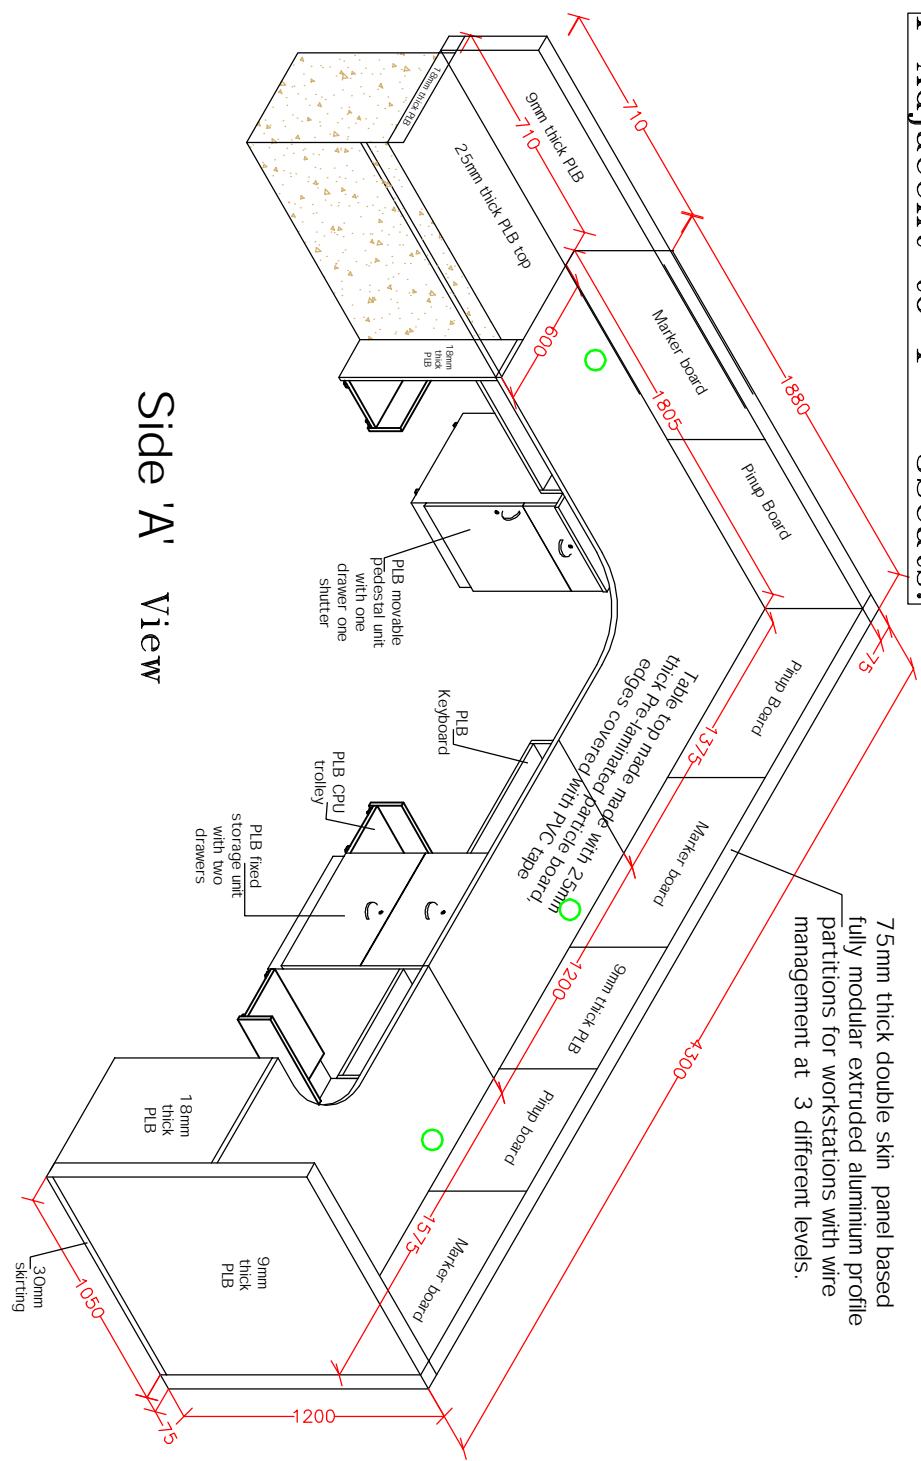 75mm thick double skin panel based
fully modular extruded aluminium profile
partitions for workstations with wire
management at 3 different levels.
710
1880
75
4300
9mm thick PLB
Marker board
Pinup Board
Pinup Board
Marker board
9mm thick PLB
Pinup board
Marker board
710
1805
1375
1200
1575
600
18mm thick PLB
25mm thick PLB top
Table top made made with 25mm
thick Pre-laminated particle board,
edges covered with PVC tape
18mm
thick
PLB
PLB movable
pedestal unit
with one
drawer one
shutter
PLB
Keyboard
PLB CPU
trolley
PLB fixed
storage unit
with two
drawers
18mm
thick
PLB
9mm
thick
PLB
30mm
skirting
1050
75
1200
Side 'A' View